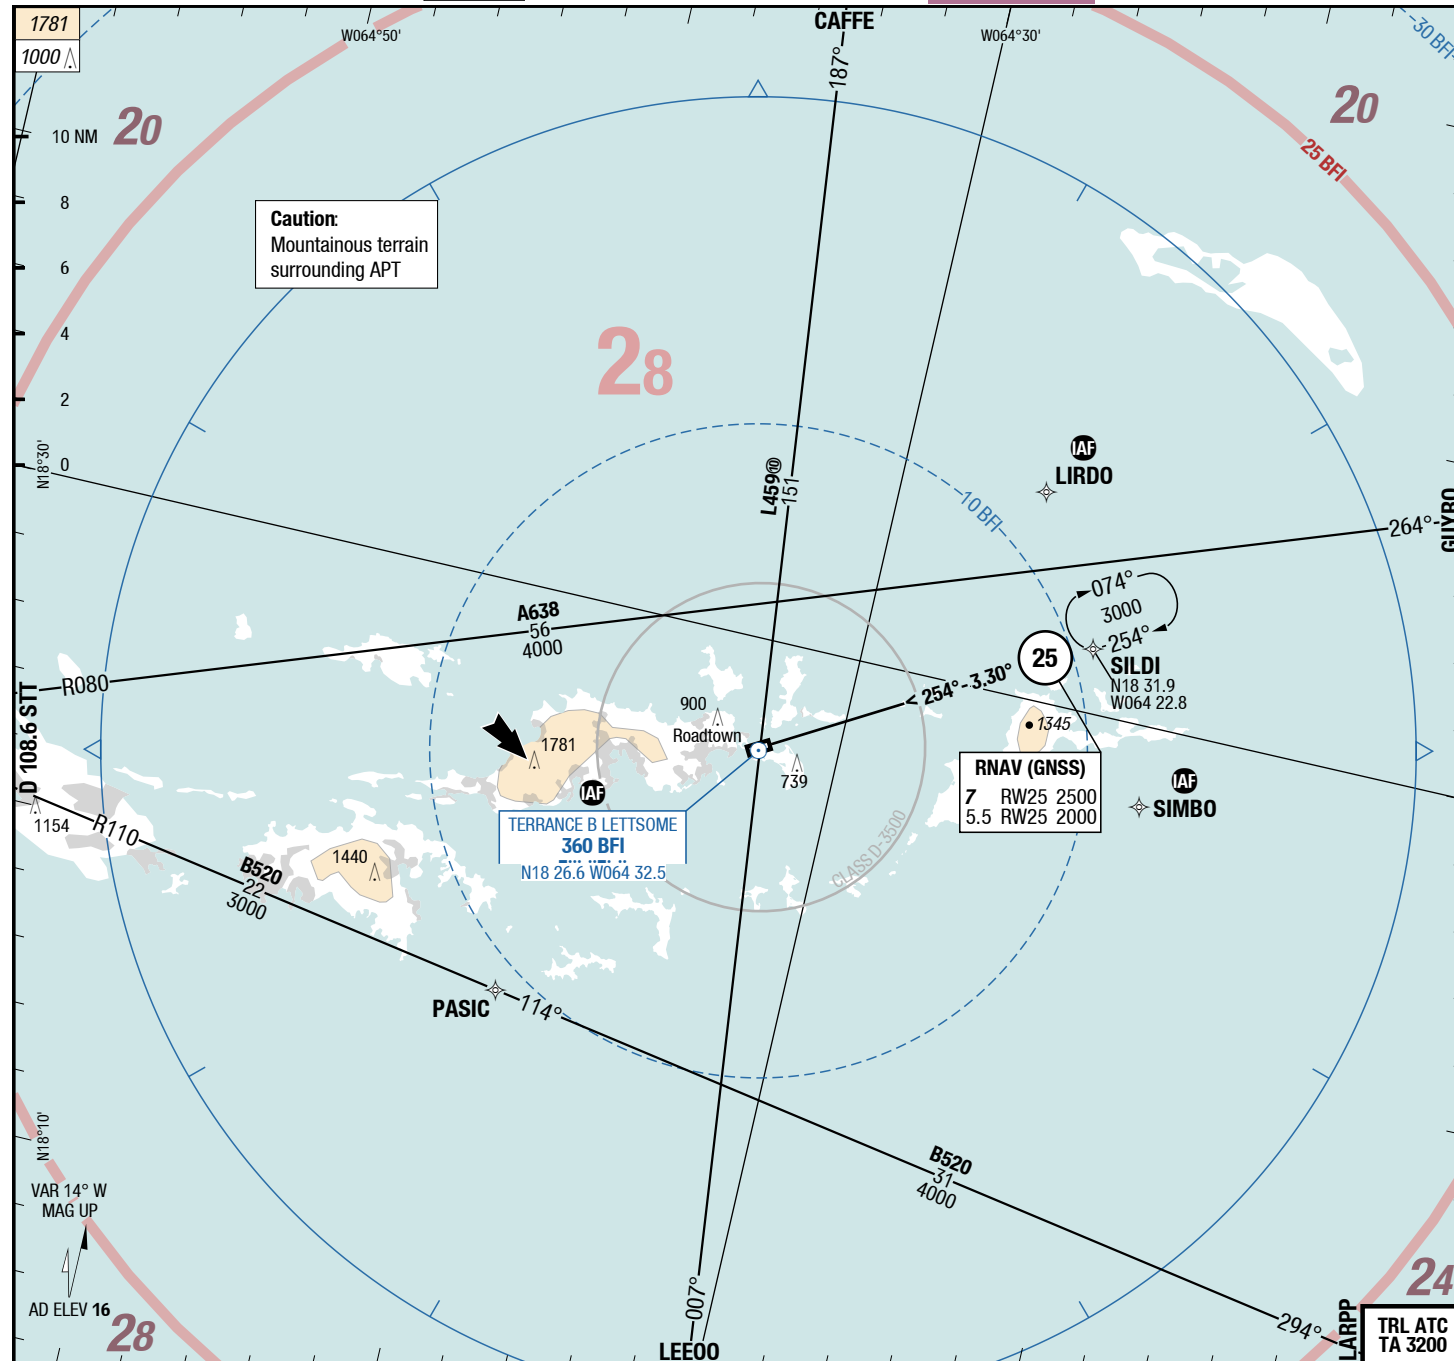 1781
1000
W064°50'
CAFFE
W064°30'
30 BFI
187°
20
20
10 NM
25 BFI
8
Caution:
Mountainous terrain
surrounding APT
6
4
28
2
N18°30'
0
IAF
LIRDO
L459⑩
151
10 BFI
264°
GUYBO
074°
3000
254°
A638
56
4000
25
SILDI
N18 31.9
W064 22.8
R080
< 254°-3.30°
D 108.6 STT
900
Roadtown
1345
1781
739
RNAV (GNSS)
7 RW25 2500
5.5 RW25 2000
IAF
IAF
SIMBO
1154
R110
TERRANCE B LETTSOME
360 BFI
N18 26.6 W064 32.5
CLASS D-3500
1440
B520
22
3000
PASIC
114°
N18°10'
B520
31
4000
VAR 14° W
MAG UP
AD ELEV 16
28
007°
LEEOO
294°
LARPP
24
TRL ATC
TA 3200